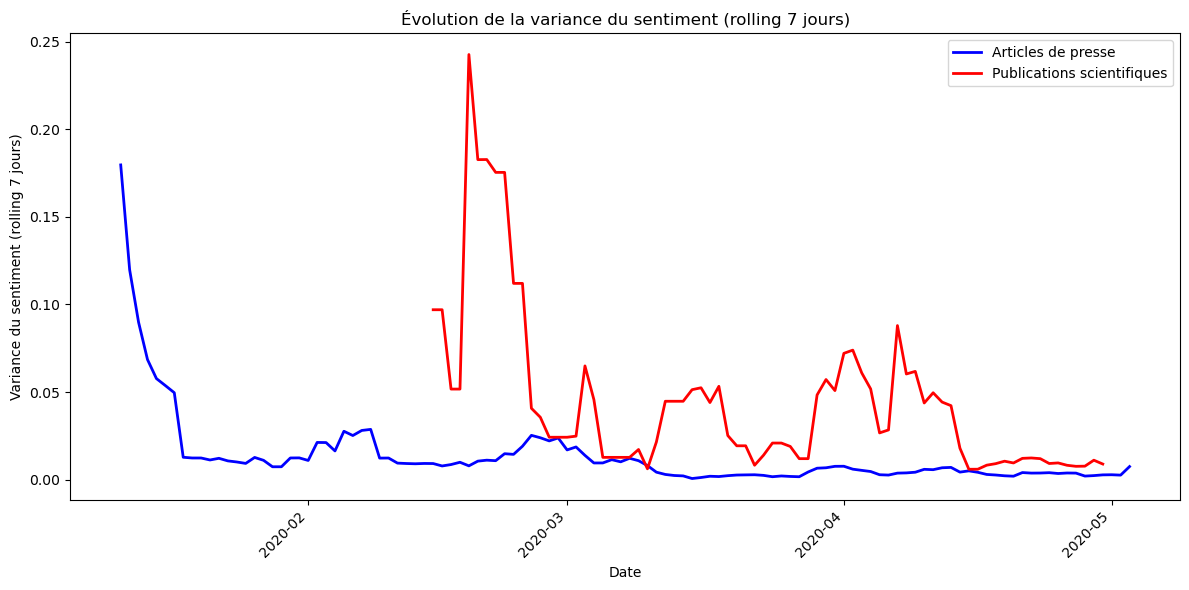 Évolution de la variance du sentiment (rolling 7 jours)
Articles de presse
Publications scientifiques
Variance du sentiment (rolling 7 jours)
0.25
0.20
0.15
0.10
0.05
0.00
2020-02
2020-03
2020-04
2020-05
Date